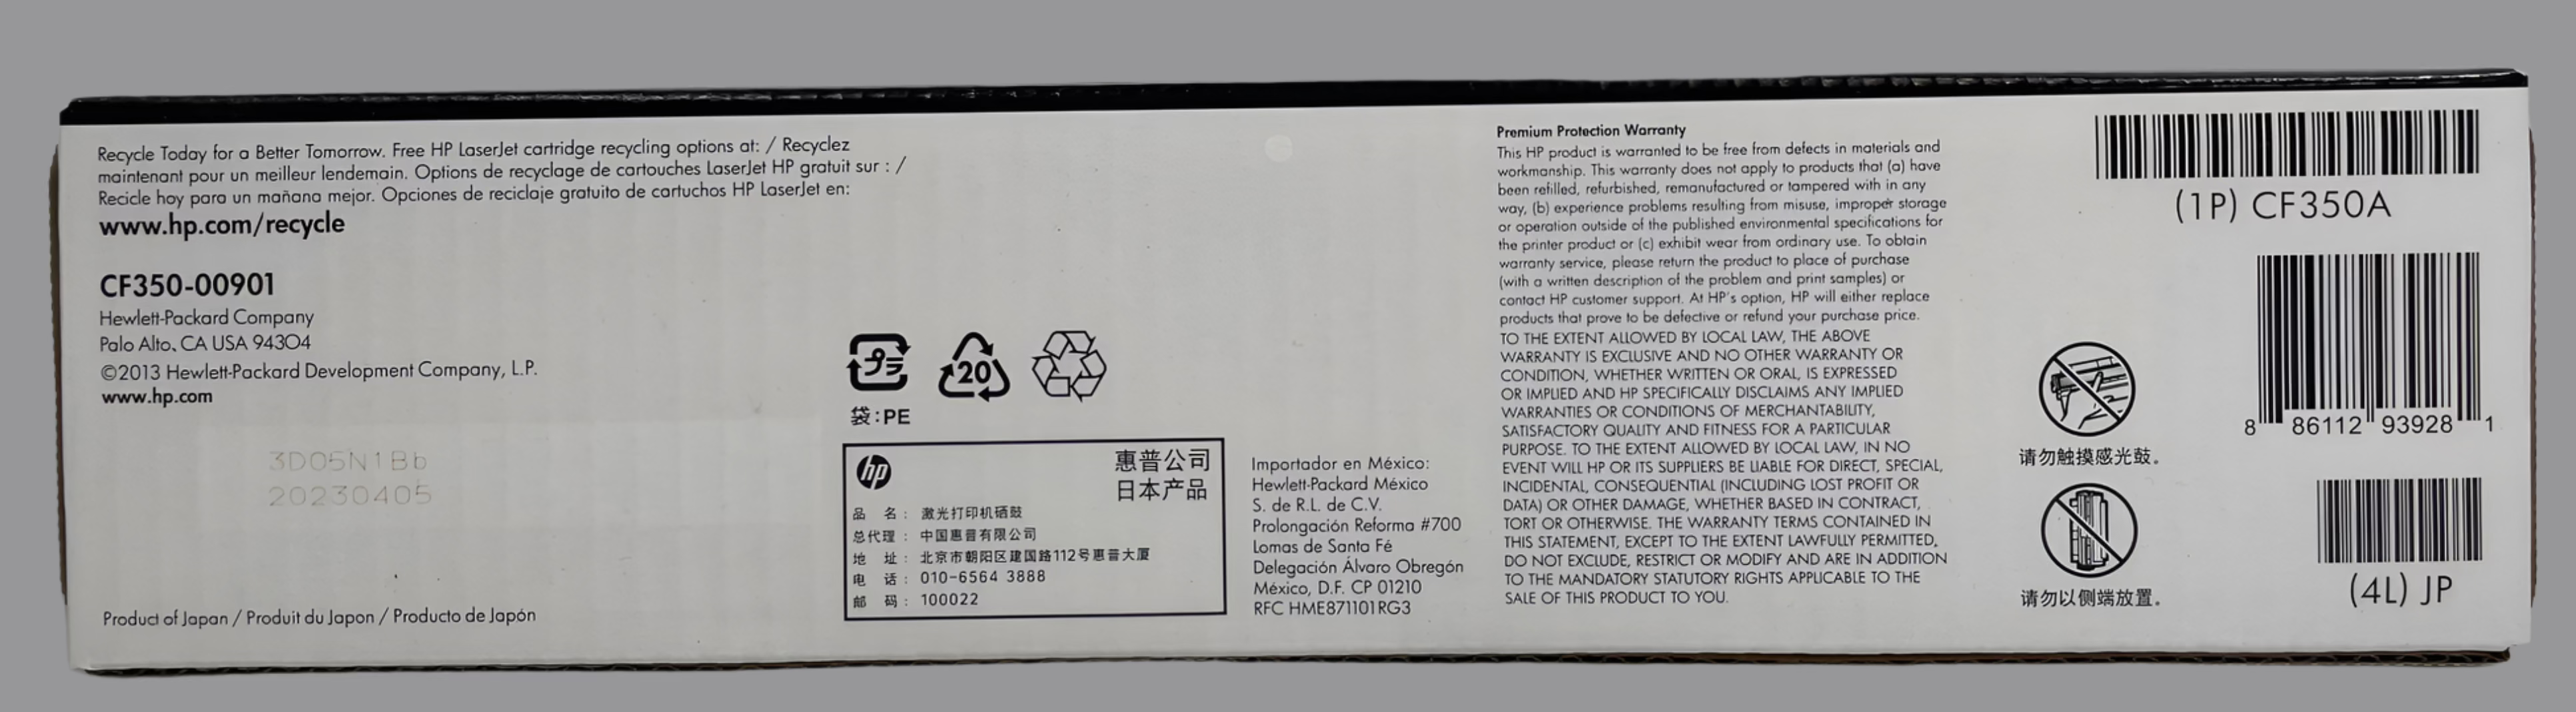 Recycle Today for a Better Tomorrow. Free HP LaserJet cartridge recycling options at: / Recyclez
maintenant pour un meilleur lendemain. Options de recyclage de cartouches LaserJet HP gratuit sur : /
Recicle hoy para un mañana mejor. Opciones de reciclaje gratuito de cartuchos HP LaserJet en:
www.hp.com/recycle
CF350-00901
Hewlett-Packard Company
Palo Alto, CA USA 94304
©2013 Hewlett-Packard Development Company, L.P.
www.hp.com
3D05N1Bb
20230405
Product of Japan / Produit du Japon / Producto de Japón
プラ
20
袋:PE
hp
惠普公司
日本产品
品 名: 激光打印机硒鼓
总代理: 中国惠普有限公司
地 址: 北京市朝阳区建国路112号惠普大厦
电 话: 010-6564 3888
邮 码: 100022
Importador en México:
Hewlett-Packard México
S. de R.L. de C.V.
Prolongación Reforma #700
Lomas de Santa Fé
Delegación Álvaro Obregón
México, D.F. CP 01210
RFC HME871101RG3
Premium Protection Warranty
This HP product is warranted to be free from defects in materials and
workmanship. This warranty does not apply to products that (a) have
been refilled, refurbished, remanufactured or tampered with in any
way, (b) experience problems resulting from misuse, improper storage
or operation outside of the published environmental specifications for
the printer product or (c) exhibit wear from ordinary use. To obtain
warranty service, please return the product to place of purchase
(with a written description of the problem and print samples) or
contact HP customer support. At HP's option, HP will either replace
products that prove to be defective or refund your purchase price.
TO THE EXTENT ALLOWED BY LOCAL LAW, THE ABOVE
WARRANTY IS EXCLUSIVE AND NO OTHER WARRANTY OR
CONDITION, WHETHER WRITTEN OR ORAL, IS EXPRESSED
OR IMPLIED AND HP SPECIFICALLY DISCLAIMS ANY IMPLIED
WARRANTIES OR CONDITIONS OF MERCHANTABILITY,
SATISFACTORY QUALITY AND FITNESS FOR A PARTICULAR
PURPOSE. TO THE EXTENT ALLOWED BY LOCAL LAW, IN NO
EVENT WILL HP OR ITS SUPPLIERS BE LIABLE FOR DIRECT, SPECIAL,
INCIDENTAL, CONSEQUENTIAL (INCLUDING LOST PROFIT OR
DATA) OR OTHER DAMAGE, WHETHER BASED IN CONTRACT,
TORT OR OTHERWISE. THE WARRANTY TERMS CONTAINED IN
THIS STATEMENT, EXCEPT TO THE EXTENT LAWFULLY PERMITTED,
DO NOT EXCLUDE, RESTRICT OR MODIFY AND ARE IN ADDITION
TO THE MANDATORY STATUTORY RIGHTS APPLICABLE TO THE
SALE OF THIS PRODUCT TO YOU.
请勿触摸感光鼓。
请勿以侧端放置。
(1P) CF350A
8 86112 93928 1
(4L) JP